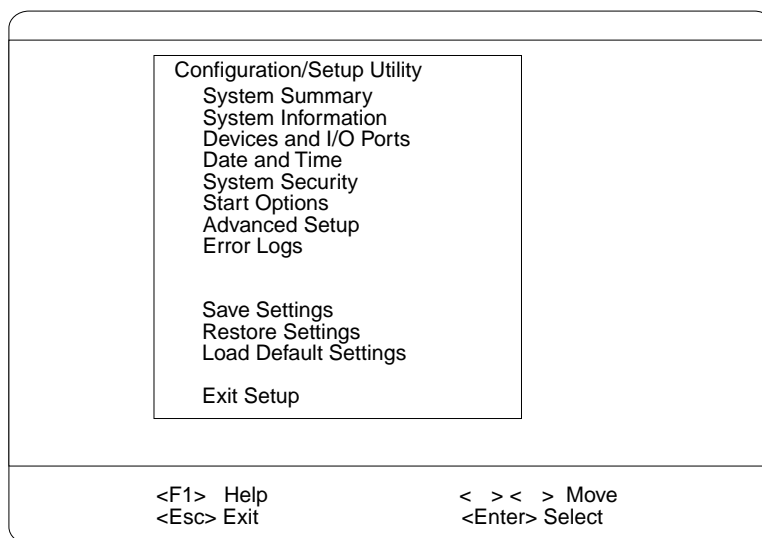 Configuration/Setup Utility
System Summary
System Information
Devices and I/O Ports
Date and Time
System Security
Start Options
Advanced Setup
Error Logs
Save Settings
Restore Settings
Load Default Settings
Exit Setup
<F1> Help < > < > Move
<Esc> Exit <Enter> Select